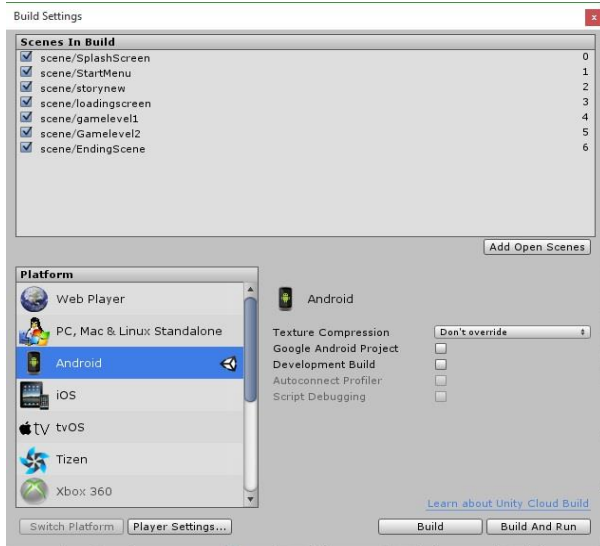 Build Settings
x
Scenes In Build
scene/SplashScreen 0
scene/StartMenu 1
scene/storynew 2
scene/loadingscreen 3
scene/gamelevel1 4
scene/Gamelevel2 5
scene/EndingScene 6
Add Open Scenes
Platform
Web Player
PC, Mac & Linux Standalone
Android
iOS
tv tvOS
Tizen
Xbox 360
Android
Texture Compression Don't override
Google Android Project
Development Build
Autoconnect Profiler
Script Debugging
Learn about Unity Cloud Build
Switch Platform Player Settings... Build Build And Run